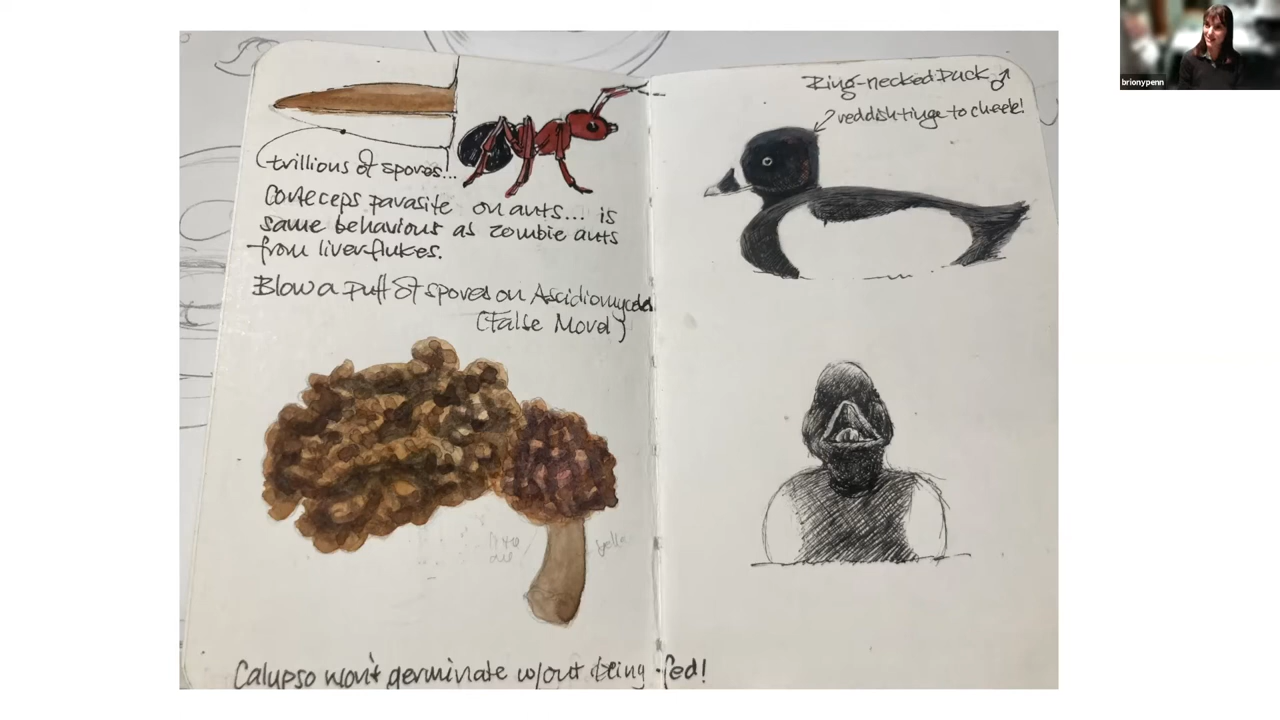 trillions of spores...
Corteceps parasite on ants... is
same behaviour as zombie ants
from liverflukes.
Blow a puff of spores on
(False Morel)
Calypso won't germinate w/out being fed!
Ring-necked Duck ♂
reddish tinge to cheek!
brionypenn